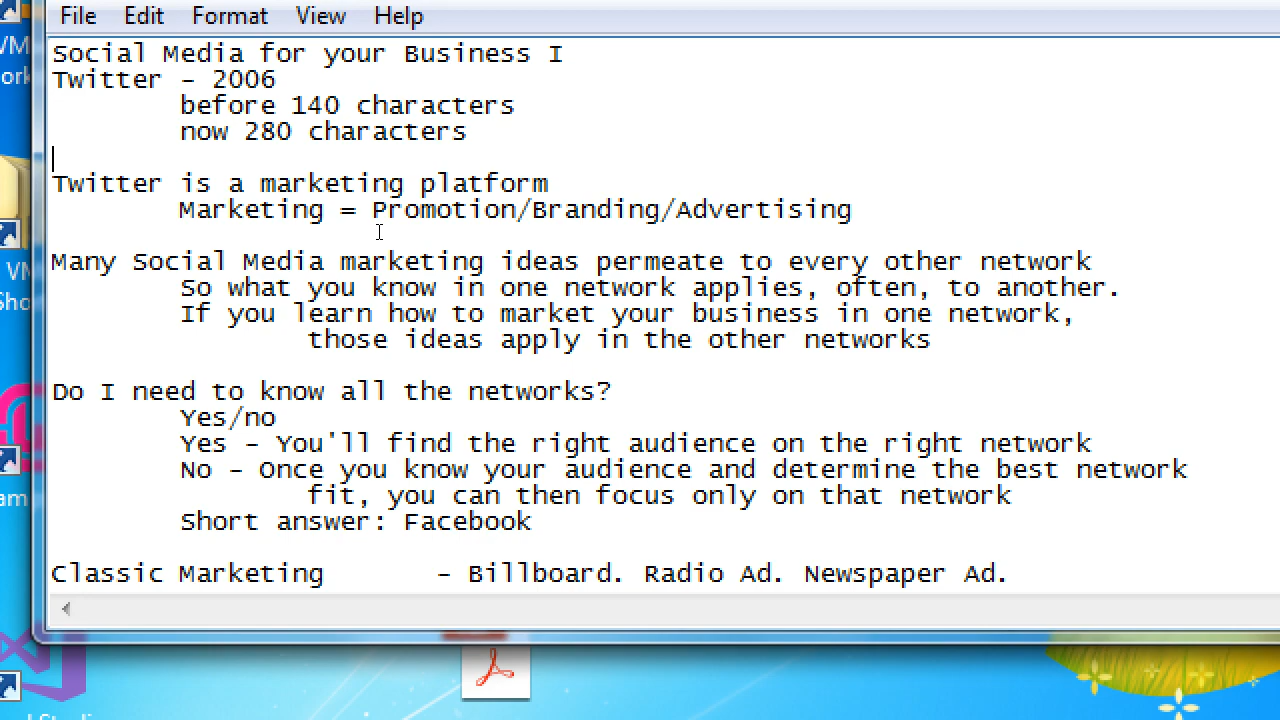 File Edit Format View Help
Social Media for your Business I
Twitter - 2006
before 140 characters
now 280 characters
Twitter is a marketing platform
Marketing = Promotion/Branding/Advertising
Many Social Media marketing ideas permeate to every other network
So what you know in one network applies, often, to another.
If you learn how to market your business in one network,
those ideas apply in the other networks
Do I need to know all the networks?
Yes/no
Yes - You'll find the right audience on the right network
No - Once you know your audience and determine the best network
fit, you can then focus only on that network
Short answer: Facebook
Classic Marketing - Billboard. Radio Ad. Newspaper Ad.